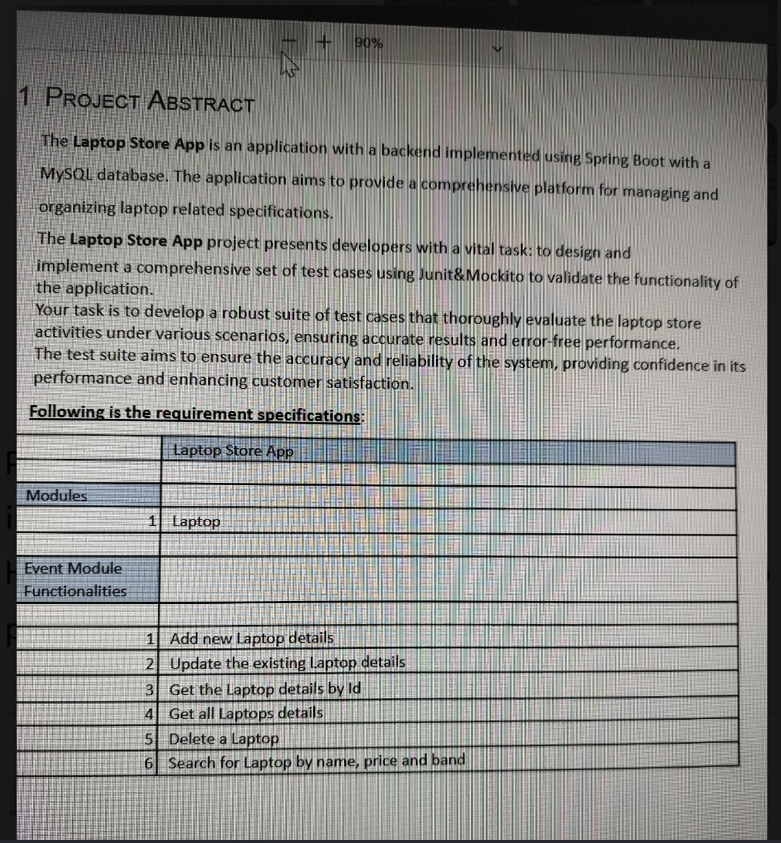 90%
1 PROJECT ABSTRACT
The Laptop Store App is an application with a backend implemented using Spring Boot with a
MySQL database. The application aims to provide a comprehensive platform for managing and
organizing laptop related specifications.
The Laptop Store App project presents developers with a vital task: to design and
implement a comprehensive set of test cases using Junit&Mockito to validate the functionality of
the application.
Your task is to develop a robust suite of test cases that thoroughly evaluate the laptop store
activities under various scenarios, ensuring accurate results and error-free performance.
The test suite aims to ensure the accuracy and reliability of the system, providing confidence in its
performance and enhancing customer satisfaction.
Following is the requirement specifications:
Laptop Store App
Modules
1 Laptop
Event Module
Functionalities
1 Add new Laptop details
2 Update the existing Laptop details
3 Get the Laptop details by Id
4 Get all Laptops details
5 Delete a Laptop
6 Search for Laptop by name, price and band